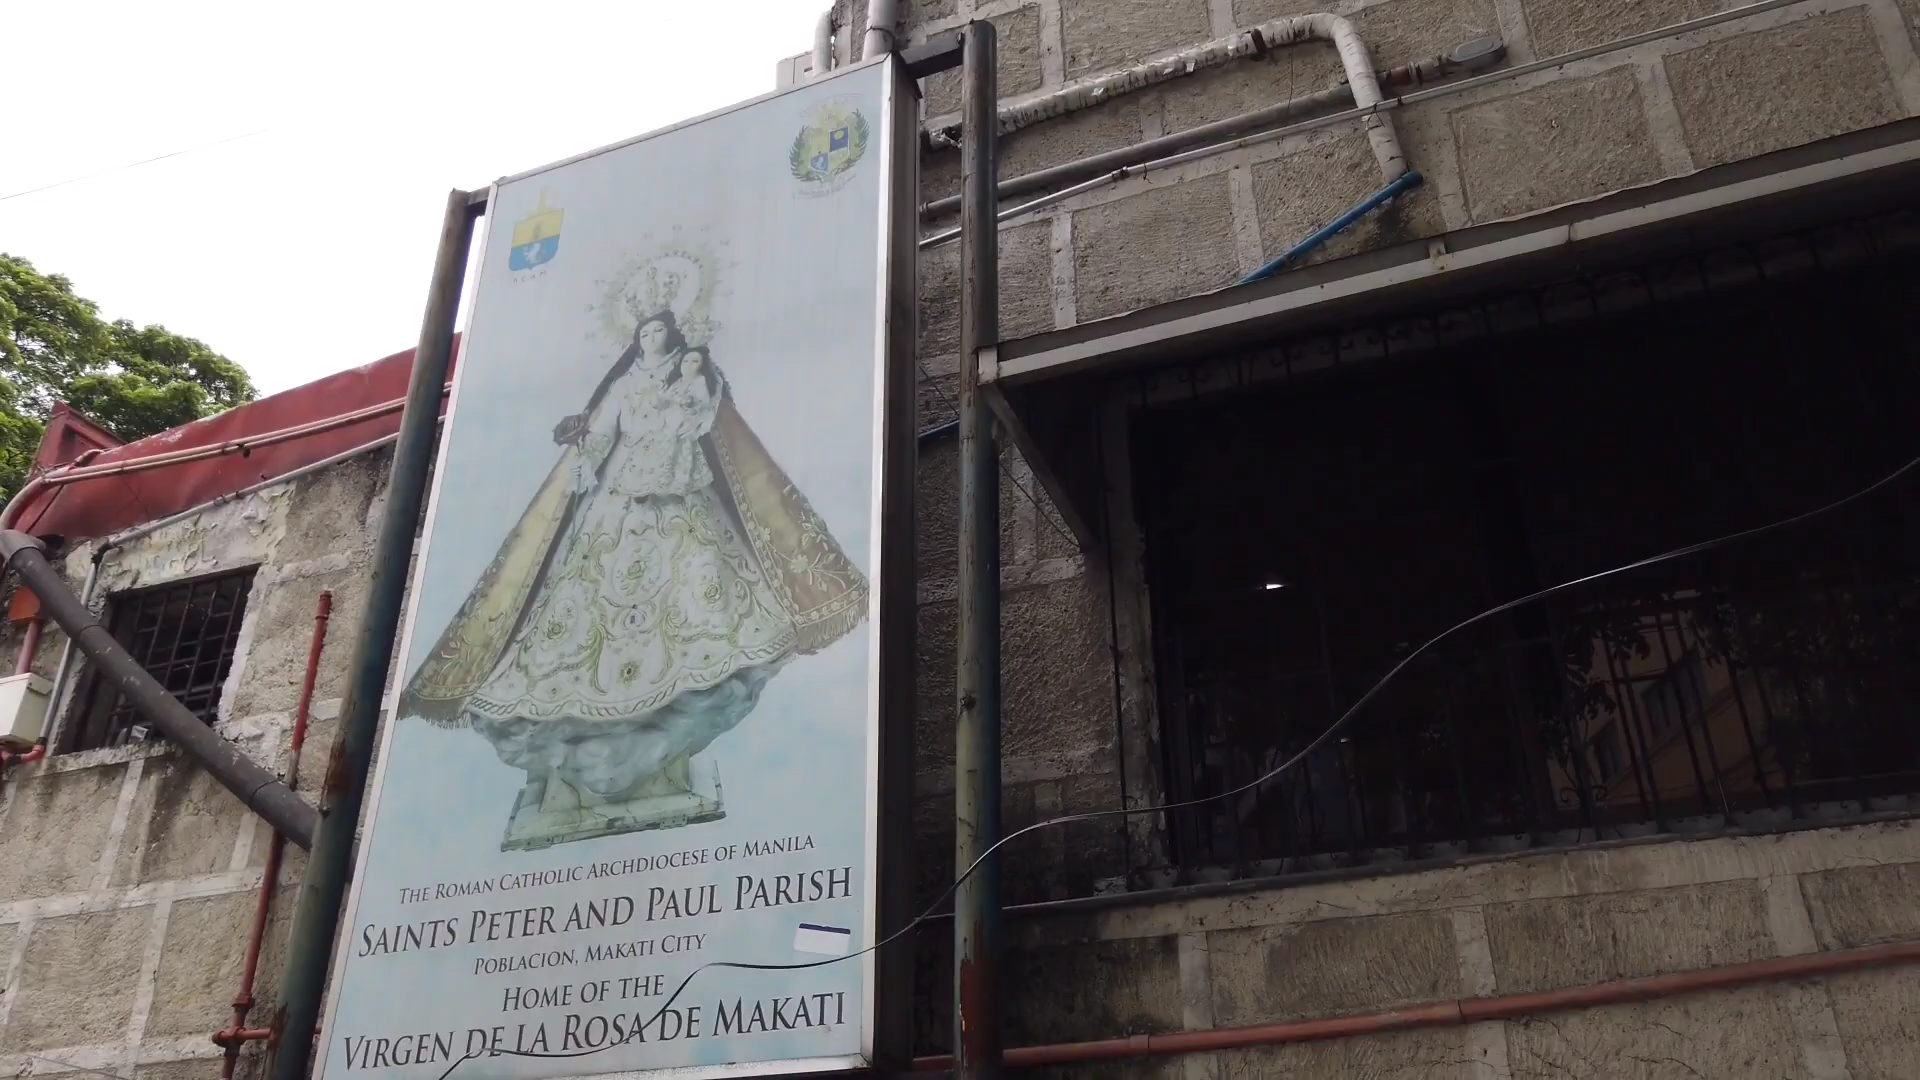 RCAM
THE ROMAN CATHOLIC ARCHDIOCESE OF MANILA
SAINTS PETER AND PAUL PARISH
POBLACION, MAKATI CITY
HOME OF THE
VIRGEN DE LA ROSA DE MAKATI